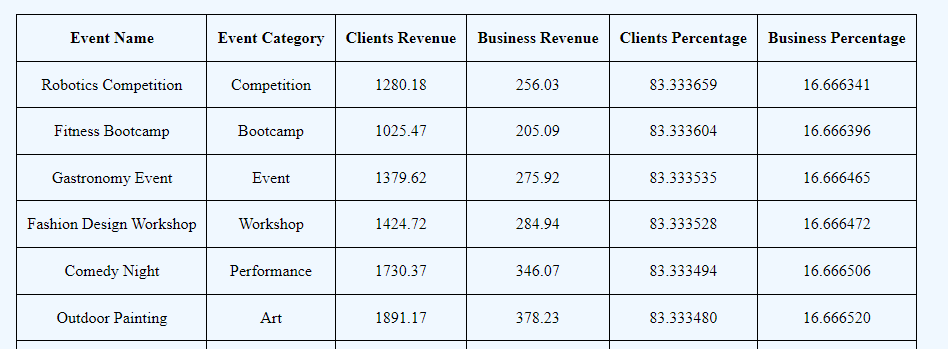 Event Name Event Category Clients Revenue Business Revenue Clients Percentage Business Percentage
Robotics Competition Competition 1280.18 256.03 83.333659 16.666341
Fitness Bootcamp Bootcamp 1025.47 205.09 83.333604 16.666396
Gastronomy Event Event 1379.62 275.92 83.333535 16.666465
Fashion Design Workshop Workshop 1424.72 284.94 83.333528 16.666472
Comedy Night Performance 1730.37 346.07 83.333494 16.666506
Outdoor Painting Art 1891.17 378.23 83.333480 16.666520